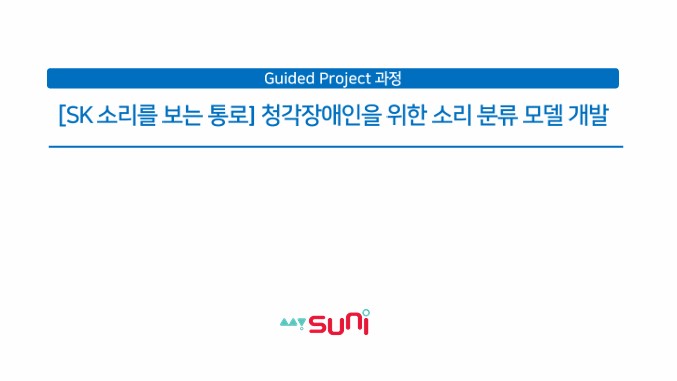 Guided Project 과정
[SK 소리를 보는 통로] 청각장애인을 위한 소리 분류 모델 개발
mySUNI